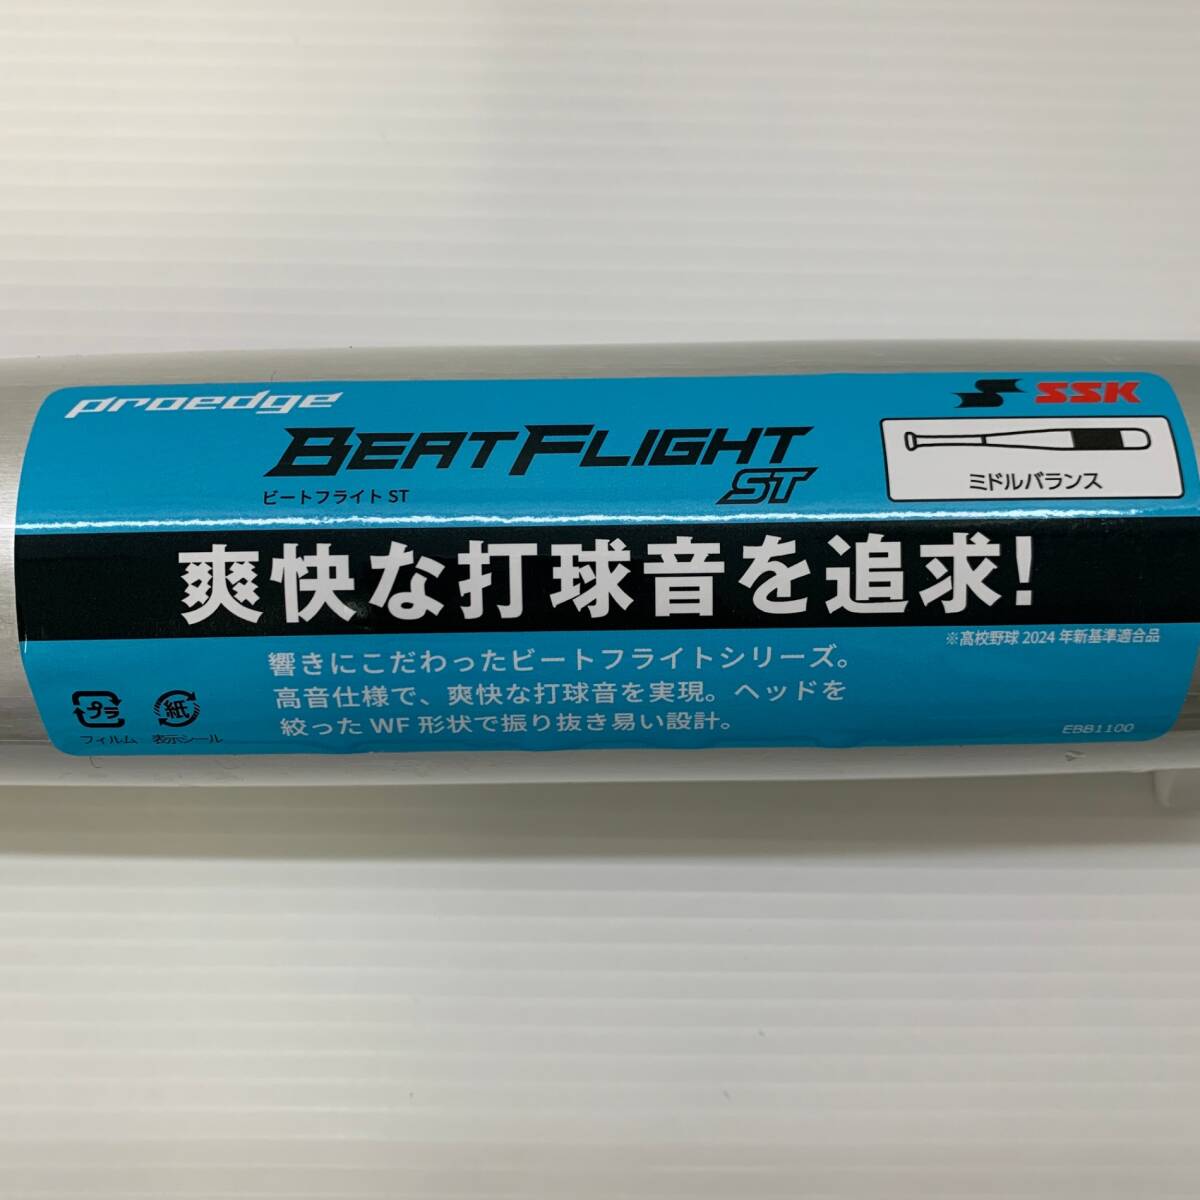 proedge
SSK
BEATFLIGHT
ST
ビートフライト ST
ミドルバランス
爽快な打球音を追求!
※高校野球 2024 年新基準適合品
響きにこだわったビートフライトシリーズ。
高音仕様で、爽快な打球音を実現。ヘッドを
絞った WF 形状で振り抜き易い設計。
プラ
フィルム
紙
表示シール
EBB1100